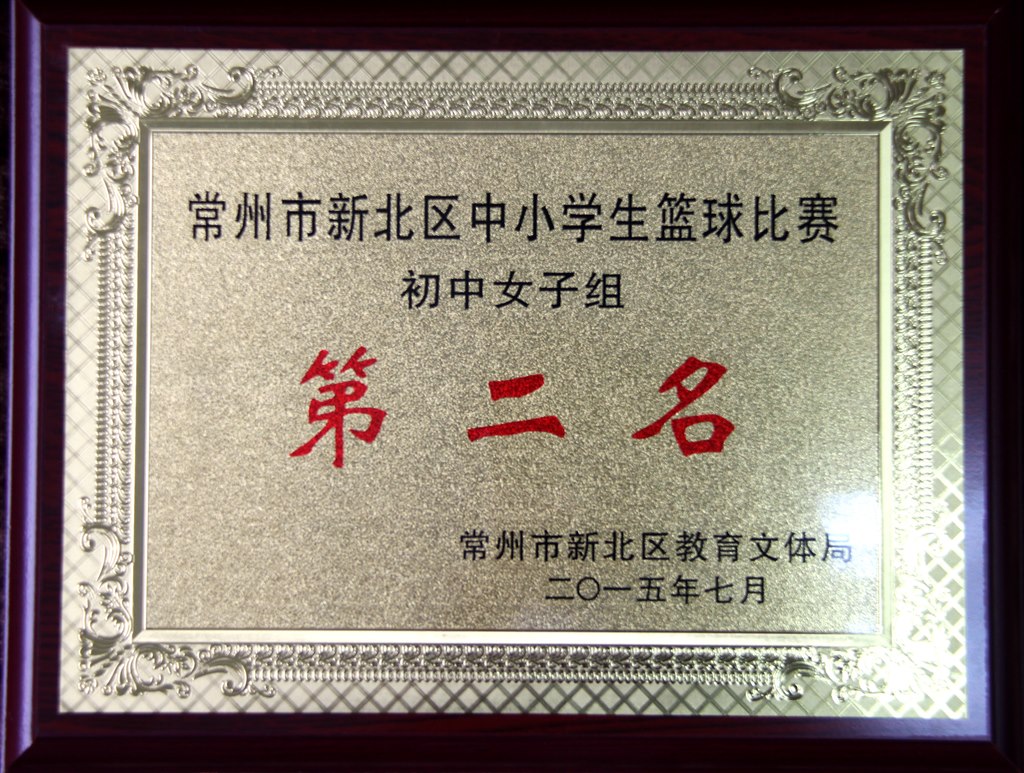 常州市新北区中小学生篮球比赛
初中女子组
第二名
常州市新北区教育文体局
二〇一五年七月